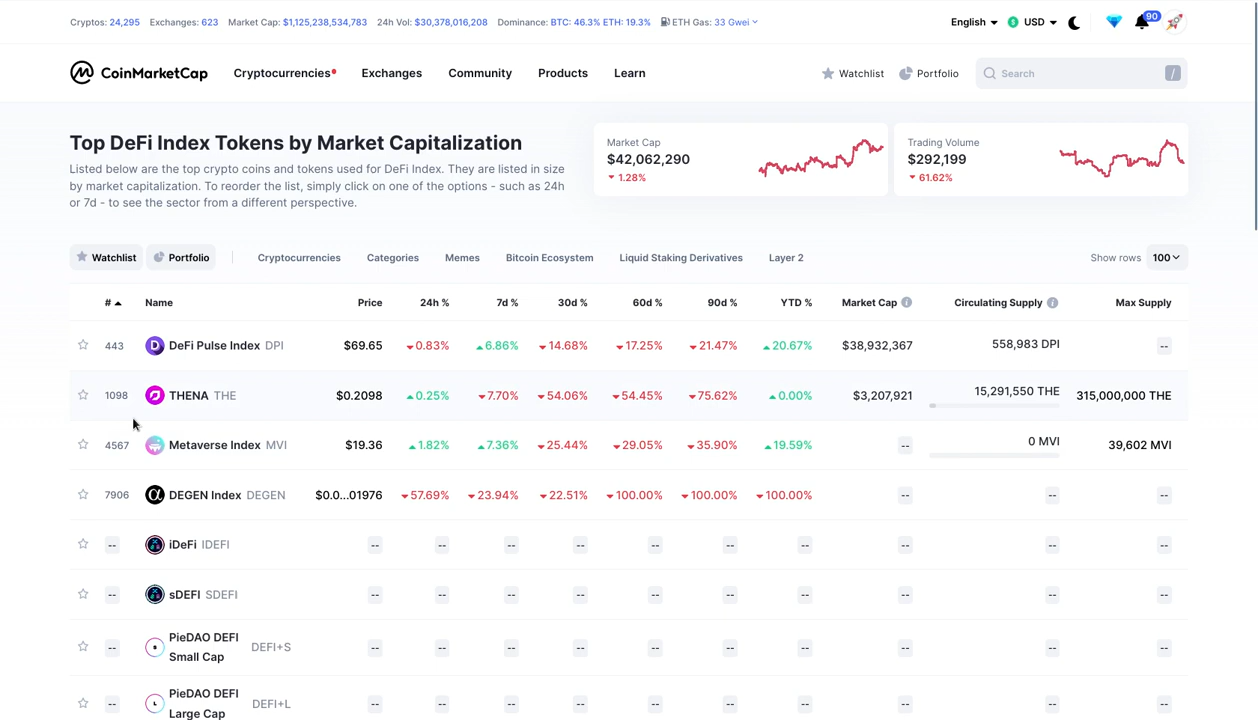 Cryptos: 24,295 Exchanges: 623 Market Cap: $1,125,238,534,783 24h Vol: $30,378,016,208 Dominance: BTC: 46.3% ETH: 19.3% ETH Gas: 33 Gwei English USD 90
CoinMarketCap Cryptocurrencies Exchanges Community Products Learn Watchlist Portfolio Search /
Top DeFi Index Tokens by Market Capitalization
Listed below are the top crypto coins and tokens used for DeFi Index. They are listed in size
by market capitalization. To reorder the list, simply click on one of the options - such as 24h
or 7d - to see the sector from a different perspective.
Market Cap
$42,062,290
1.28%
Trading Volume
$292,199
61.62%
Watchlist Portfolio Cryptocurrencies Categories Memes Bitcoin Ecosystem Liquid Staking Derivatives Layer 2 Show rows 100
# Name Price 24h % 7d % 30d % 60d % 90d % YTD % Market Cap Circulating Supply Max Supply
443 DeFi Pulse Index DPI $69.65 0.83% 6.86% 14.68% 17.25% 21.47% 20.67% $38,932,367 558,983 DPI --
1098 THENA THE $0.2098 0.25% 7.70% 54.06% 54.45% 75.62% 0.00% $3,207,921 15,291,550 THE 315,000,000 THE
4567 Metaverse Index MVI $19.36 1.82% 7.36% 25.44% 29.05% 35.90% 19.59% -- 0 MVI 39,602 MVI
7906 DEGEN Index DEGEN $0.0...01976 57.69% 23.94% 22.51% 100.00% 100.00% 100.00% -- -- --
-- iDeFi IDEFI -- -- -- -- -- -- -- -- -- --
-- sDEFI SDEFI -- -- -- -- -- -- -- -- -- --
-- PieDAO DEFI
Small Cap DEFI+S -- -- -- -- -- -- -- -- -- --
-- PieDAO DEFI
Large Cap DEFI+L -- -- -- -- -- -- -- -- -- --